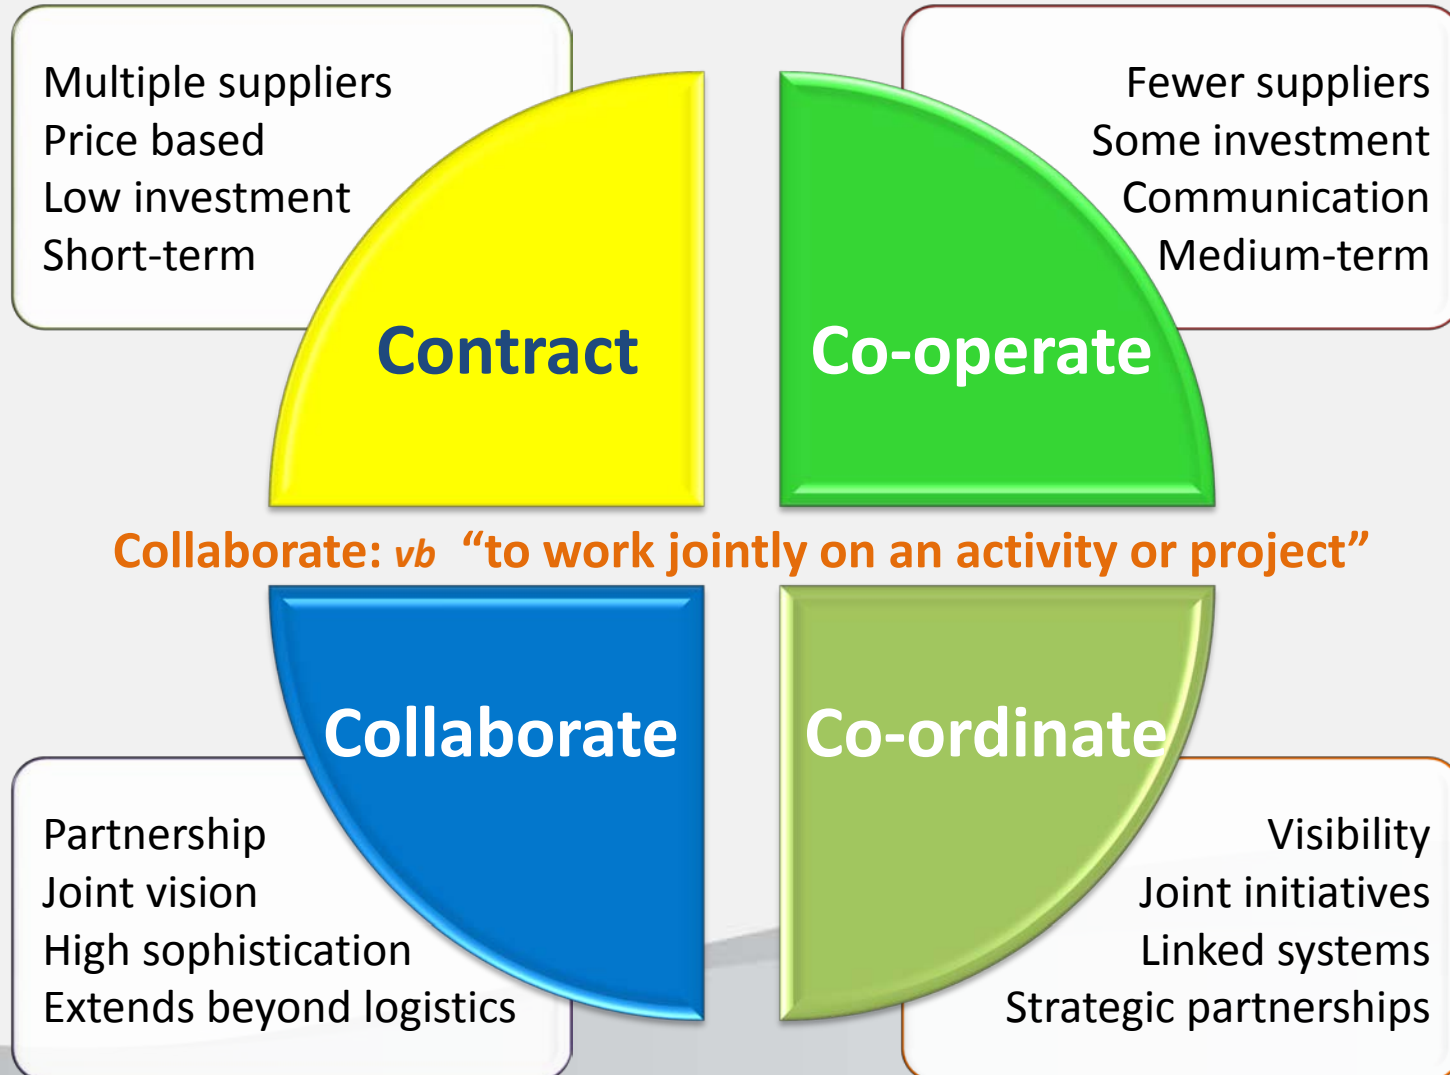 Multiple suppliers
Price based
Low investment
Short-term
Contract
Fewer suppliers
Some investment
Communication
Medium-term
Co-operate
Collaborate: vb “to work jointly on an activity or project”
Collaborate
Partnership
Joint vision
High sophistication
Extends beyond logistics
Co-ordinate
Visibility
Joint initiatives
Linked systems
Strategic partnerships